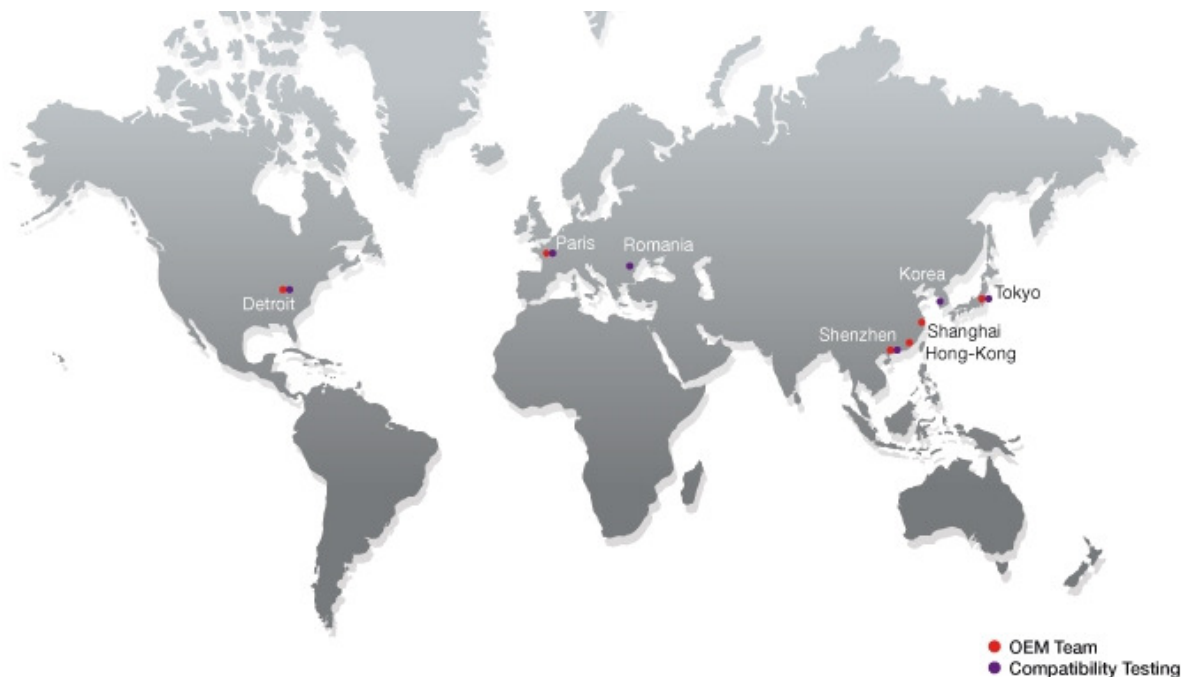 Paris
Romania
Korea
Detroit
Tokyo
Shenzhen
Shanghai
Hong-Kong
OEM Team
Compatibility Testing